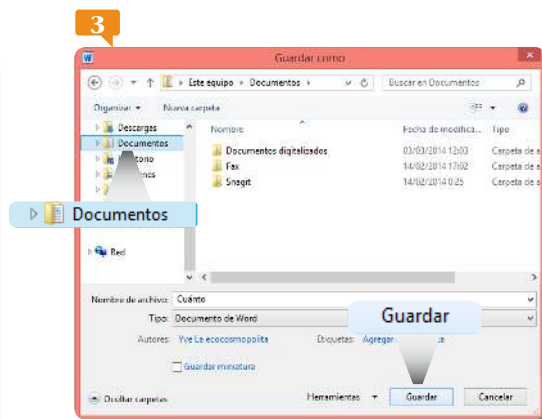 3
Guardar como
Este equipo ▸ Documentos ▸
Buscar en Documentos
Organizar
Nueva carpeta
Descargas
Documentos
Red
Documentos
Nombre
Fecha de modifica...
Tipo
Documentos digitalizados
03/03/2014 12:03
Carpeta de a
Fax
14/02/2014 17:02
Carpeta de a
Snagit
14/02/2014 0:25
Carpeta de a
Nombre de archivo: Cuánto
Tipo: Documento de Word
Autores: Yve La ecocosmopolita
Etiquetas:
Guardar miniatura
Guardar
Ocultar carpetas
Herramientas
Guardar
Cancelar